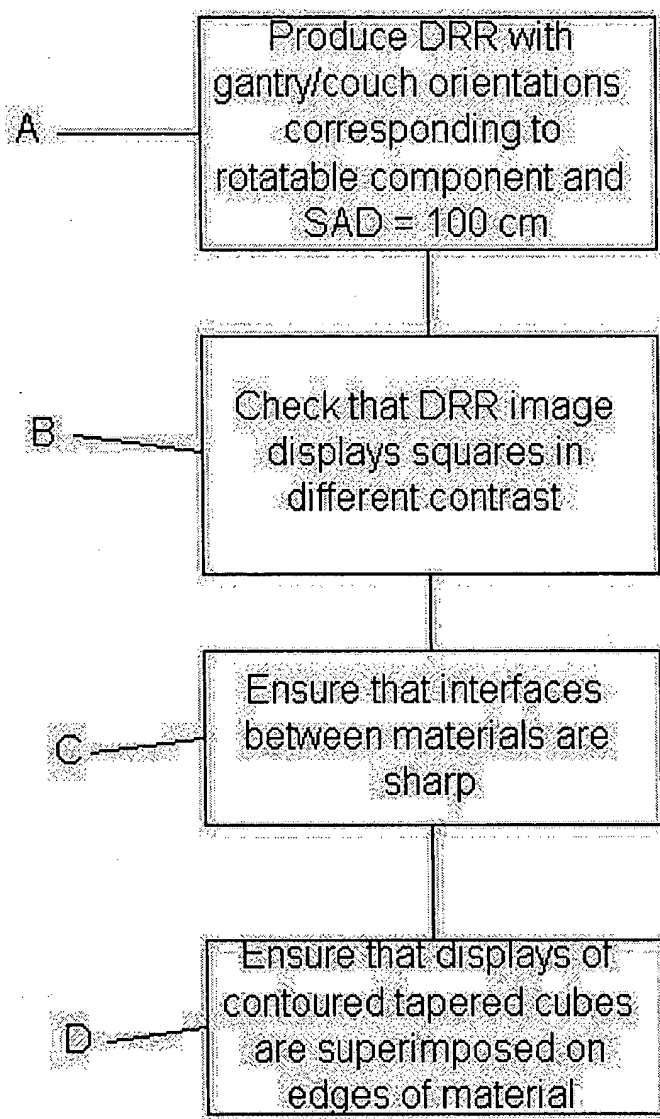 Produce DRR with
gantry/couch orientations
A
corresponding to
rotatable component and
SAD = 100 cm
Check that DRR image
B
displays squares in
different contrast
Ensure that interfaces
C
between materials are
sharp
Ensure that displays of
contoured tapered cubes
D
are superimposed on
edges of material